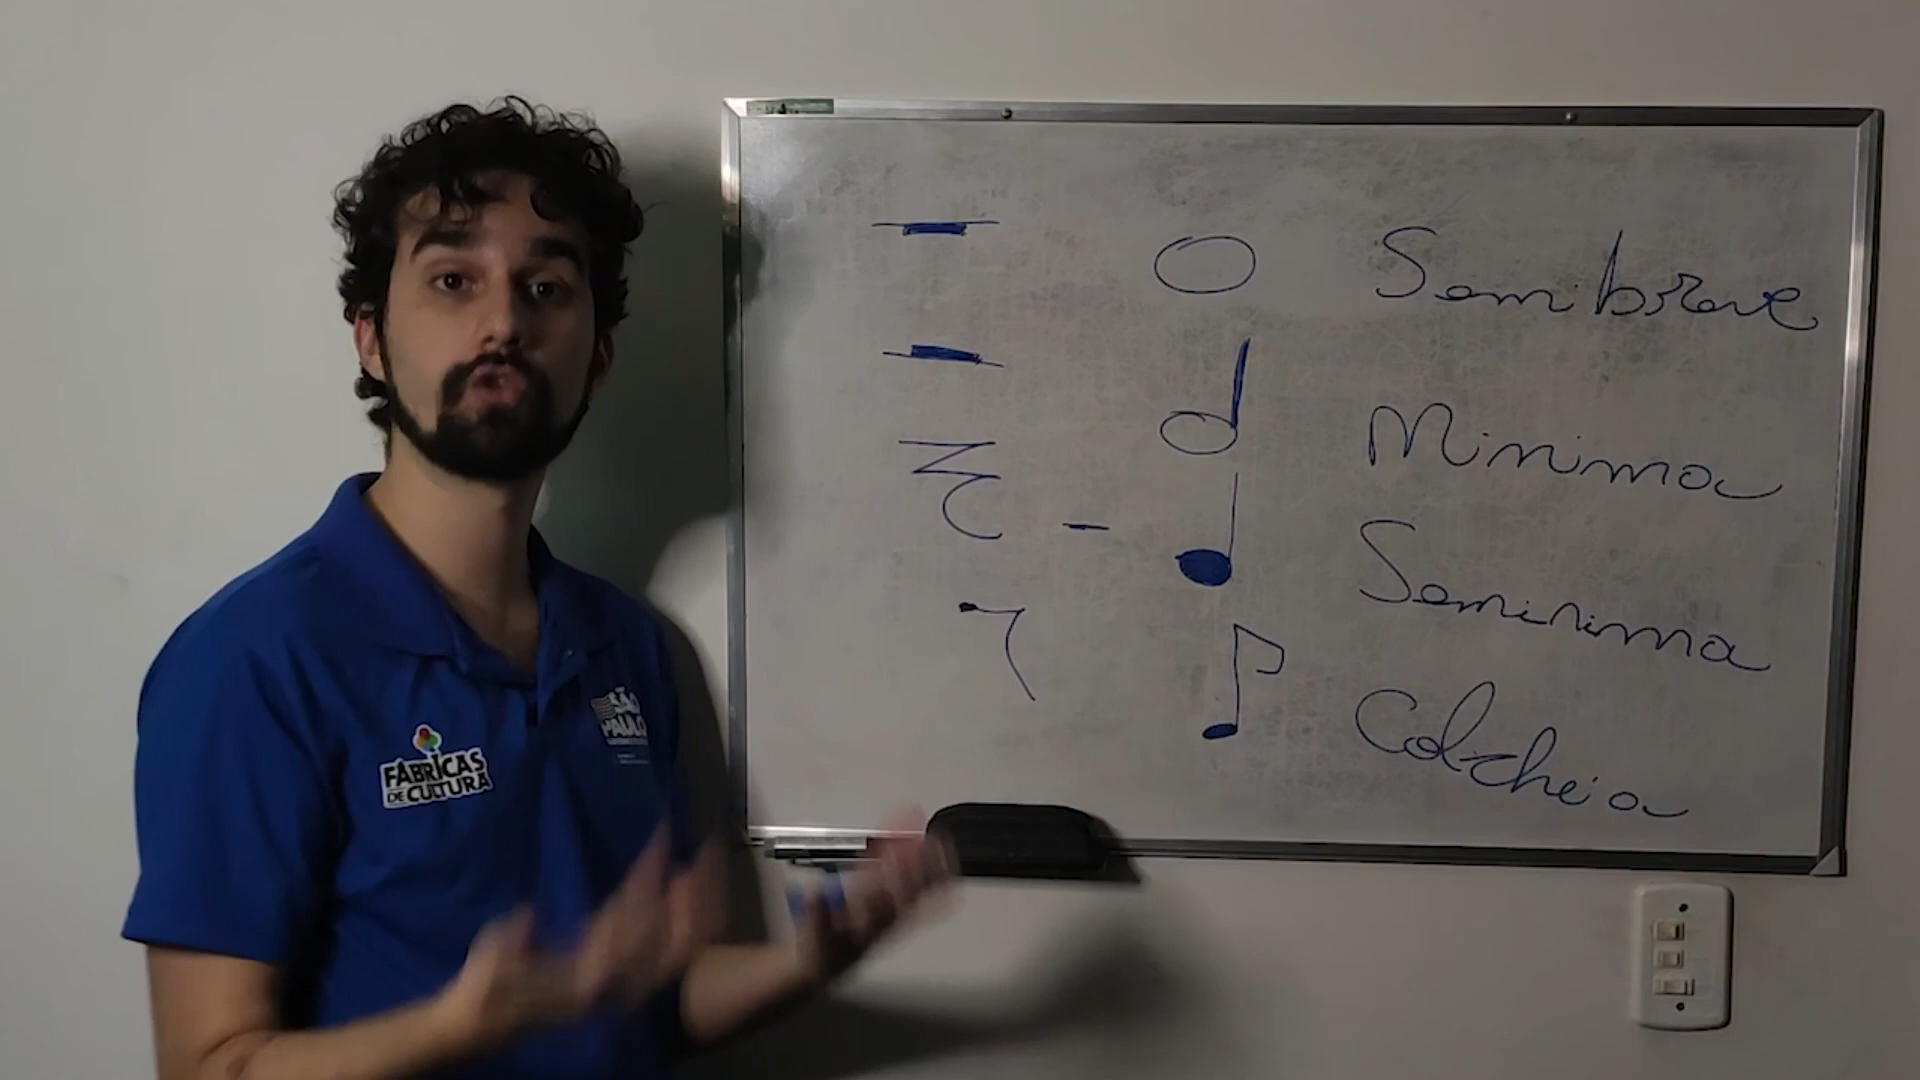 Semibreve
Minima
Seminima
Colcheia
FÁBRICAS
DE CULTURA
SÃO
PAULO